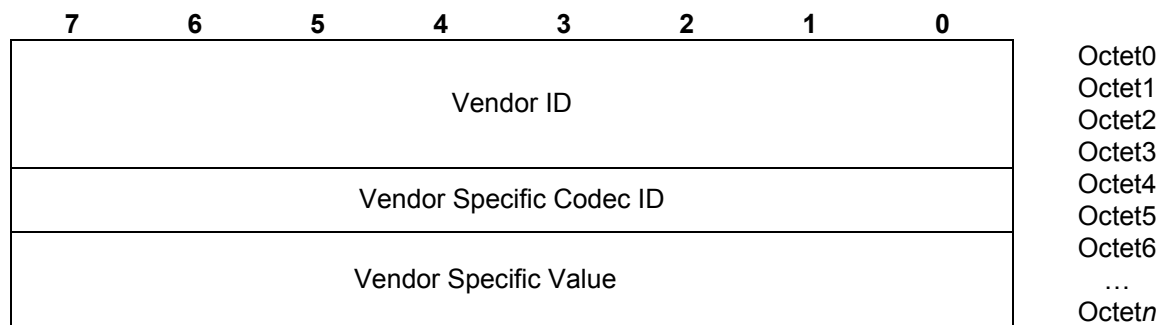 7 6 5 4 3 2 1 0
Octet0
Octet1
Vendor ID
Octet2
Octet3
Vendor Specific Codec ID
Octet4
Octet5
Octet6
Vendor Specific Value
…
Octetn